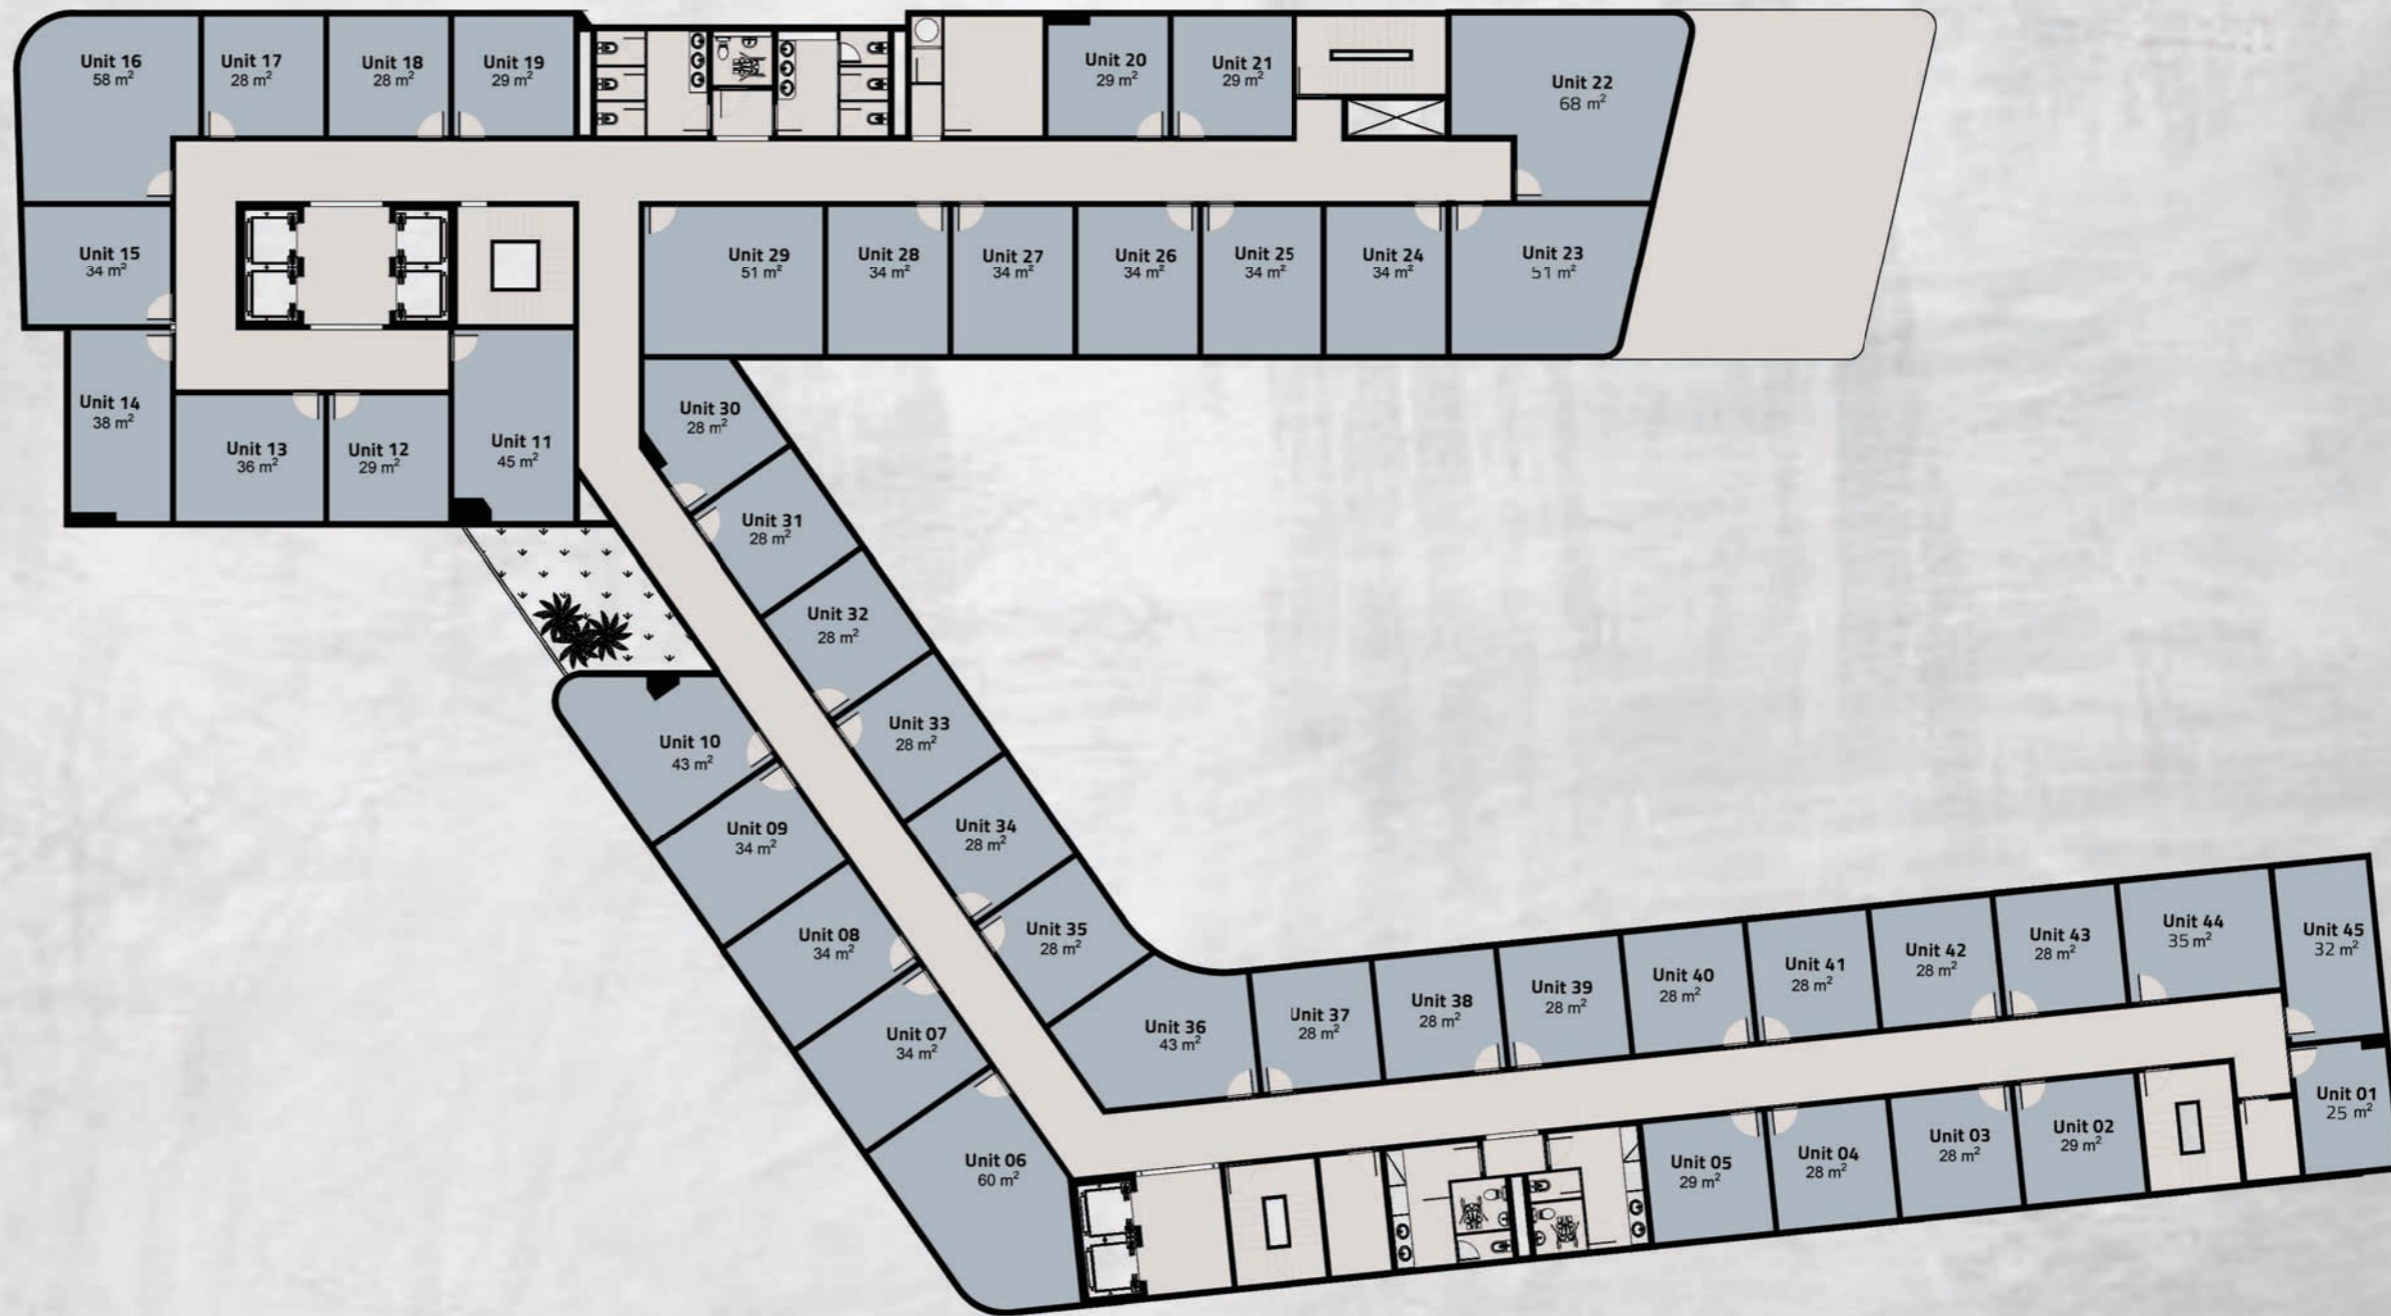 Unit 16
58 m²
Unit 17
28 m²
Unit 18
28 m²
Unit 19
29 m²
Unit 20
29 m²
Unit 21
29 m²
Unit 22
68 m²
Unit 15
34 m²
Unit 29
51 m²
Unit 28
34 m²
Unit 27
34 m²
Unit 26
34 m²
Unit 25
34 m²
Unit 24
34 m²
Unit 23
51 m²
Unit 14
38 m²
Unit 13
36 m²
Unit 12
29 m²
Unit 11
45 m²
Unit 30
28 m²
Unit 31
28 m²
Unit 32
28 m²
Unit 33
28 m²
Unit 10
43 m²
Unit 09
34 m²
Unit 34
28 m²
Unit 08
34 m²
Unit 35
28 m²
Unit 07
34 m²
Unit 36
43 m²
Unit 37
28 m²
Unit 38
28 m²
Unit 39
28 m²
Unit 40
28 m²
Unit 41
28 m²
Unit 42
28 m²
Unit 43
28 m²
Unit 44
35 m²
Unit 45
32 m²
Unit 06
60 m²
Unit 05
29 m²
Unit 04
28 m²
Unit 03
28 m²
Unit 02
29 m²
Unit 01
25 m²